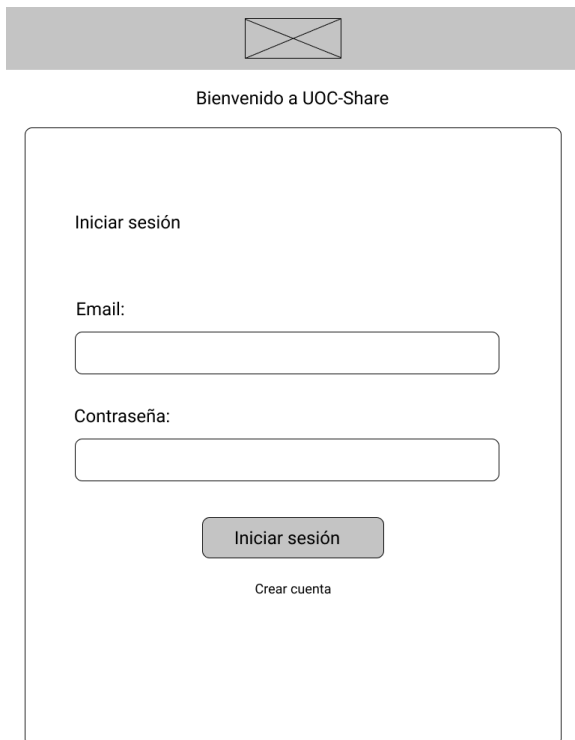 Bienvenido a UOC-Share
Iniciar sesión
Email:
Contraseña:
Iniciar sesión
Crear cuenta